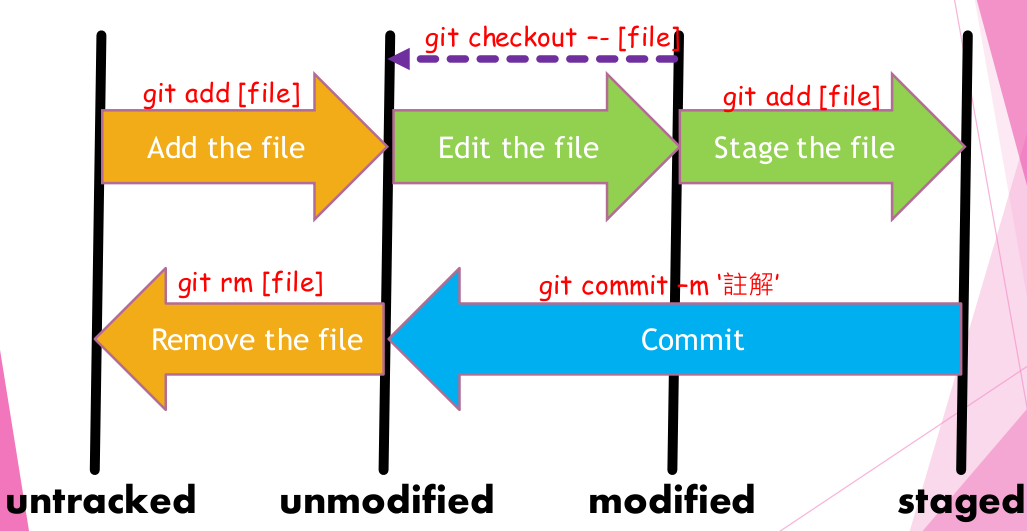 git checkout -- [file]
git add [file]
git add [file]
Add the file
Edit the file
Stage the file
git rm [file]
git commit -m ‘註解’
Remove the file
Commit
untracked
unmodified
modified
staged